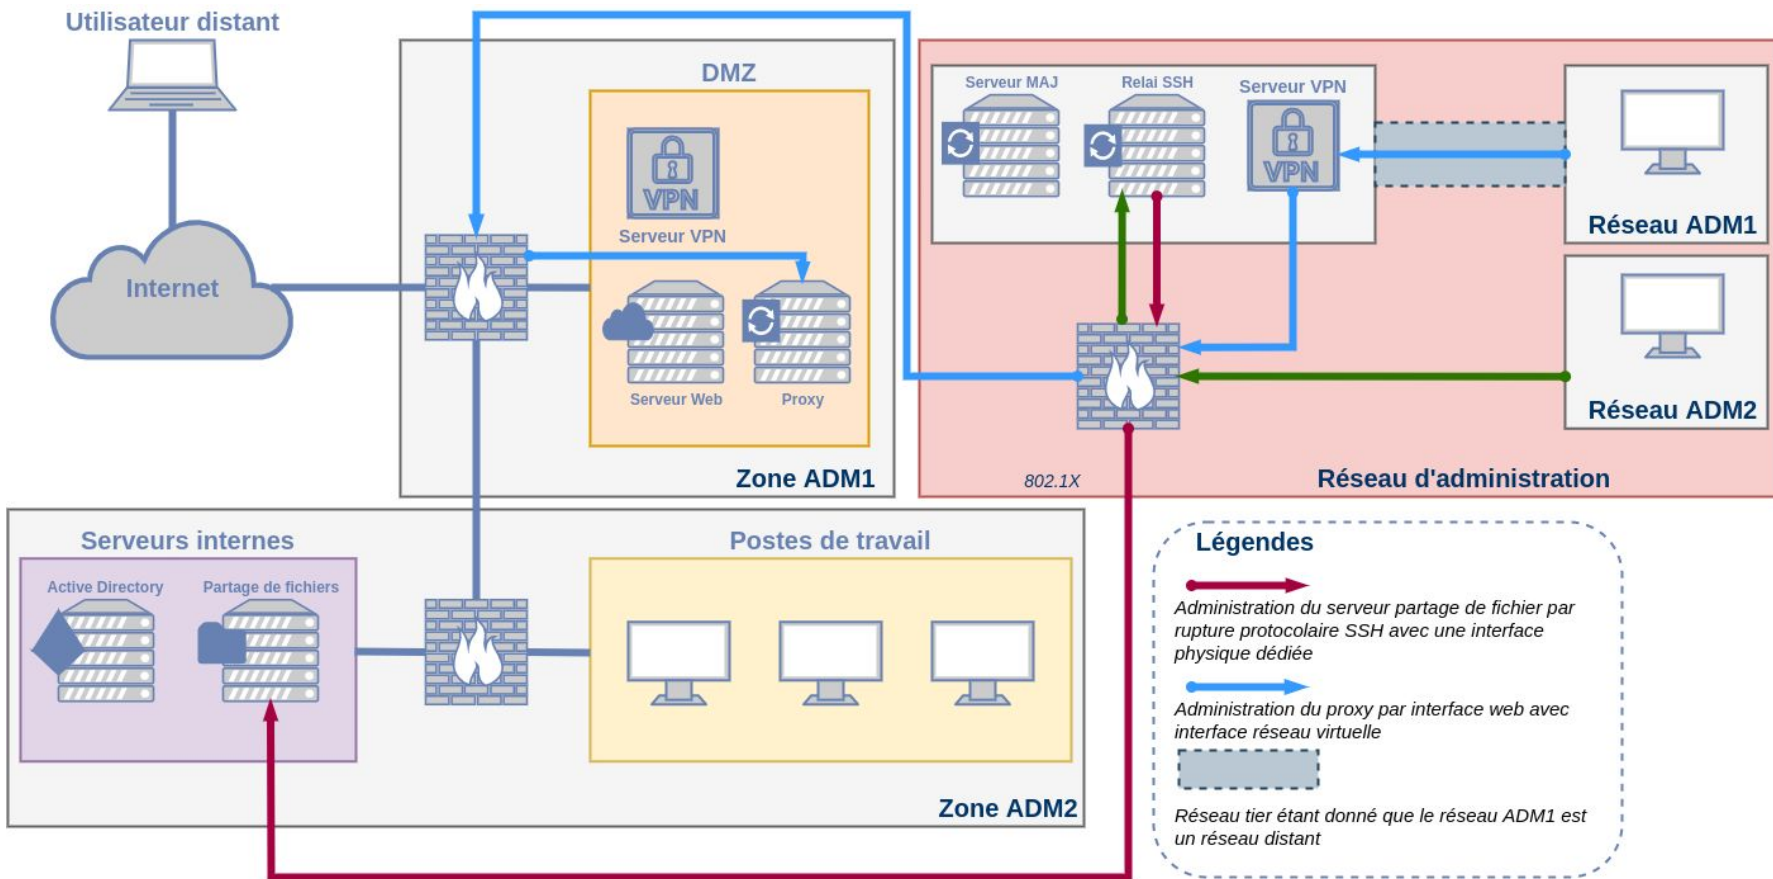 Utilisateur distant
Internet
DMZ
VPN
Serveur VPN
Serveur Web
Proxy
Zone ADM1
Serveur MAJ
Relai SSH
Serveur VPN
VPN
Réseau ADM1
Réseau ADM2
802.1X
Réseau d'administration
Serveurs internes
Active Directory
Partage de fichiers
Postes de travail
Zone ADM2
Légendes
Administration du serveur partage de fichier par
rupture protocolaire SSH avec une interface
physique dédiée
Administration du proxy par interface web avec
interface réseau virtuelle
Réseau tier étant donné que le réseau ADM1 est
un réseau distant